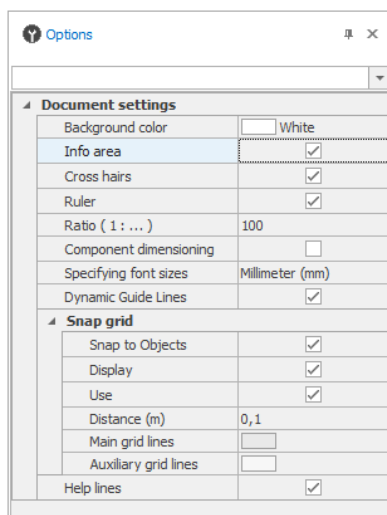 Options
Document settings
Background color White
Info area
Cross hairs
Ruler
Ratio ( 1 : ... ) 100
Component dimensioning
Specifying font sizes Millimeter (mm)
Dynamic Guide Lines
Snap grid
Snap to Objects
Display
Use
Distance (m) 0,1
Main grid lines
Auxiliary grid lines
Help lines